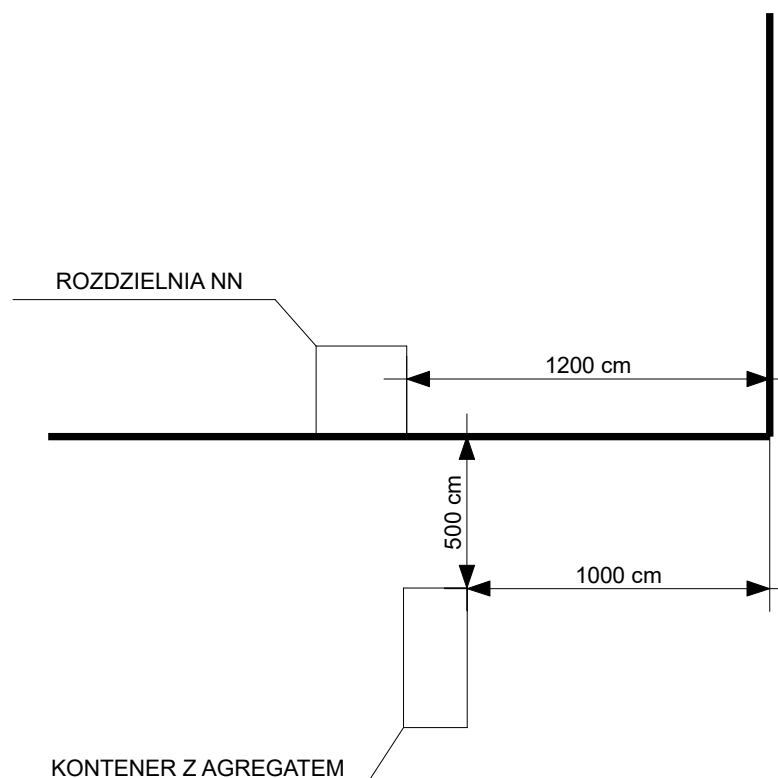 ROZDZIELNIA NN
1200 cm
500 cm
1000 cm
KONTENER Z AGREGATEM